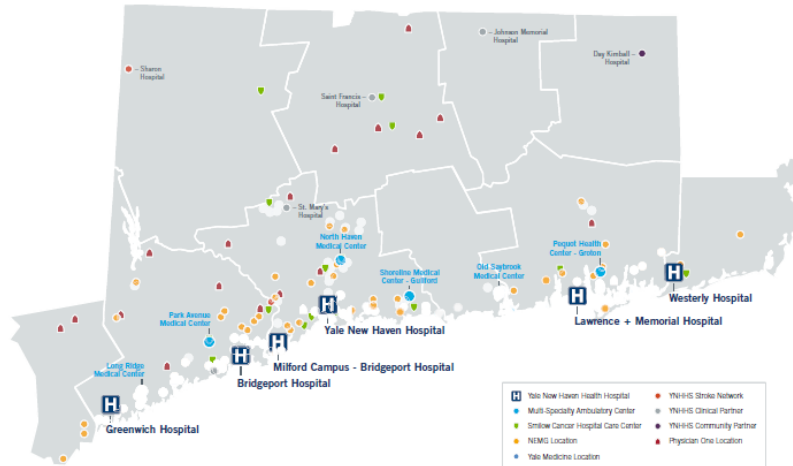 – Johnson Memorial
Hospital
Day Kimball –
Hospital
– Sharon
Hospital
Saint Francis –
Hospital
– St. Mary's
Hospital
North Haven
Medical Center
Shoreline Medical
Center - Guilford
Old Saybrook
Medical Center
Pequot Health
Center - Groton
Westerly Hospital
Lawrence + Memorial Hospital
Park Avenue
Medical Center
Yale New Haven Hospital
Milford Campus - Bridgeport Hospital
Bridgeport Hospital
Long Ridge
Medical Center
Greenwich Hospital
H Yale New Haven Health Hospital
Multi-Specialty Ambulatory Center
Smilow Cancer Hospital Care Center
NEMG Location
Yale Medicine Location
YNHHS Stroke Network
YNHHS Clinical Partner
YNHHS Community Partner
Physician One Location